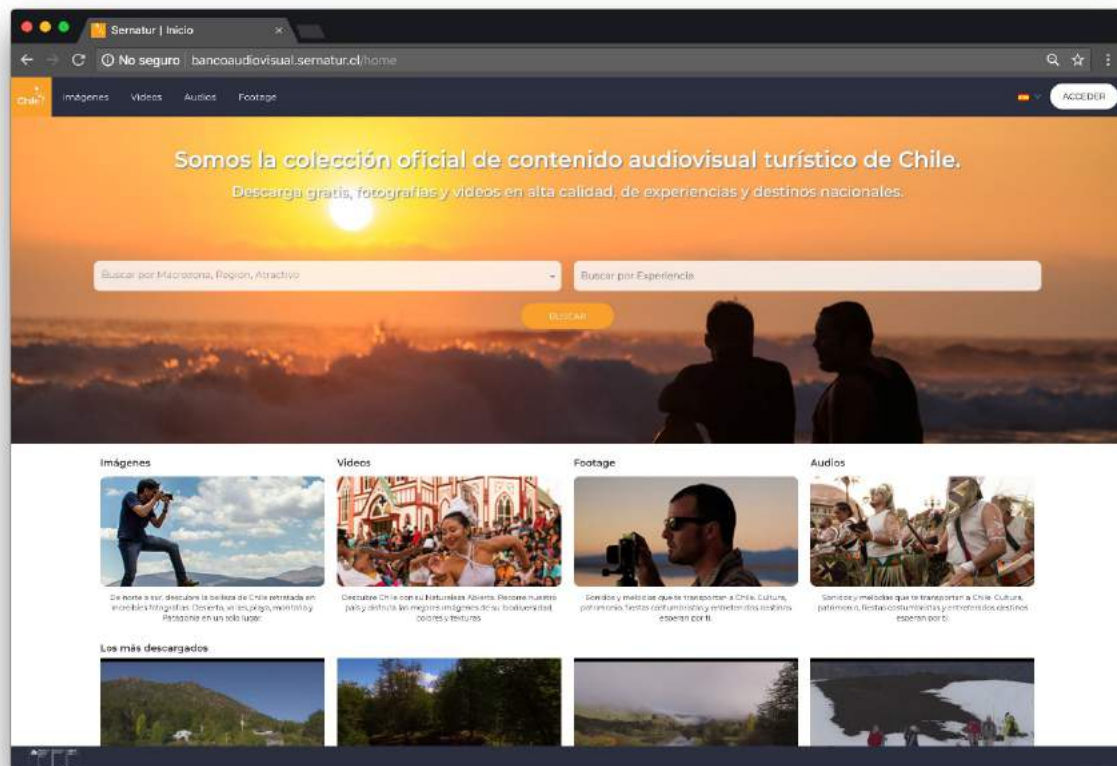 Sernatur | Inicio
No seguro bancoaudiovisual.sernatur.cl/home
Chile Imágenes Videos Audios Footage ACCEDER
Somos la colección oficial de contenido audiovisual turístico de Chile.
Descarga gratis, fotografías y videos en alta calidad, de experiencias y destinos nacionales.
Buscar por Macrozona, Región, Atractivo Buscar por Experiencia
BUSCAR
Imágenes
De norte a sur, descubre la belleza de Chile retratada en
increíbles fotografías. Desierto, valles, playa, montaña y
Patagonia en un solo lugar.
Videos
Descubre Chile con su Naturaleza Abierta. Recorre nuestro
país y disfruta las mejores imágenes de su biodiversidad,
colores y texturas
Footage
Sonidos y melodías que te transportan a Chile. Cultura,
patrimonio, fiestas costumbristas y entretenidos destinos
esperan por ti.
Audios
Sonidos y melodías que te transportan a Chile. Cultura,
patrimonio, fiestas costumbristas y entretenidos destinos
esperan por ti.
Los más descargados